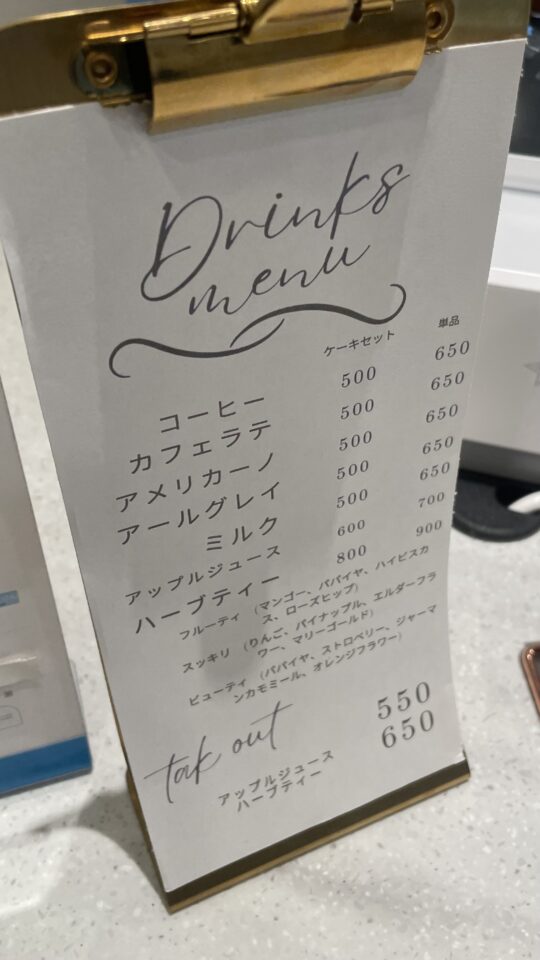 Drinks
menu
ケーキセット 単品
コーヒー 500 650
カフェラテ 500 650
アメリカーノ 500 650
アールグレイ 500 650
ミルク 500 650
アップルジュース 600 700
ハーブティー 800 900
フルーティ (マンゴー、パパイヤ、ハイビスカ
ス、ローズヒップ)
スッキリ (りんご、パイナップル、エルダーフラ
ワー、マリーゴールド)
ビューティ (パパイヤ、ストロベリー、ジャーマ
ンカモミール、オレンジフラワー)
tak out 550
650
アップルジュース
ハーブティー